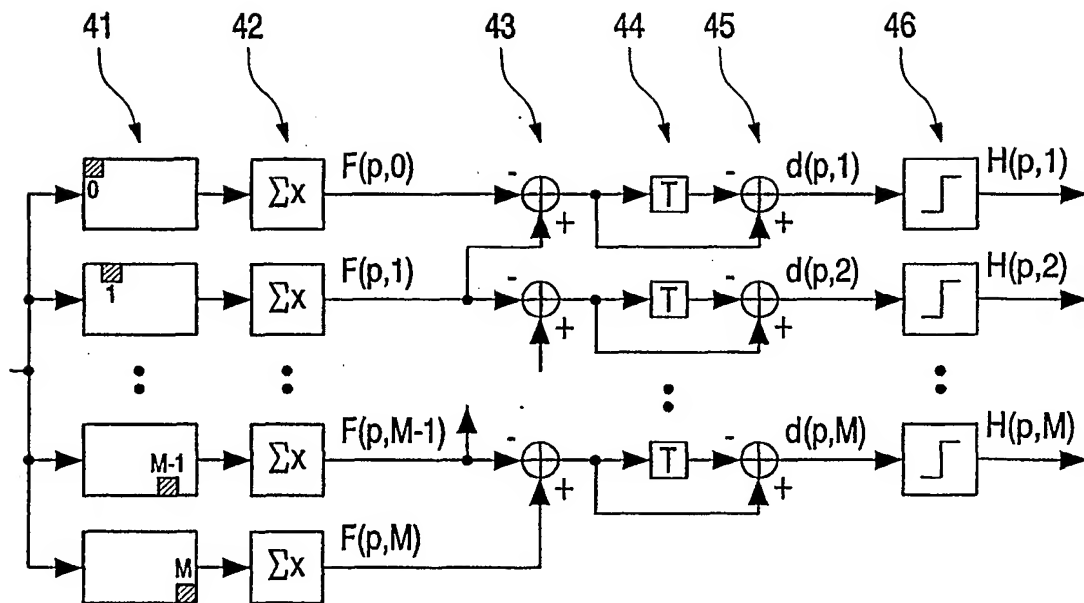 41 42 43 44 45 46
0 Σx F(p,0) - + T - + d(p,1) H(p,1)
1 Σx F(p,1) - + T - + d(p,2) H(p,2)
M-1 Σx F(p,M-1) - + T - + d(p,M) H(p,M)
M Σx F(p,M)